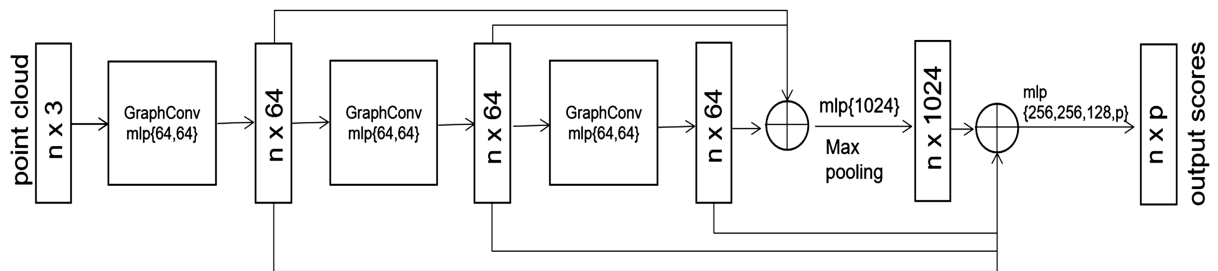 point cloud
n x 3
GraphConv
mlp{64,64}
n x 64
GraphConv
mlp{64,64}
n x 64
GraphConv
mlp{64,64}
n x 64
mlp{1024}
Max
pooling
n x 1024
mlp
{256,256,128,p}
n x p
output scores